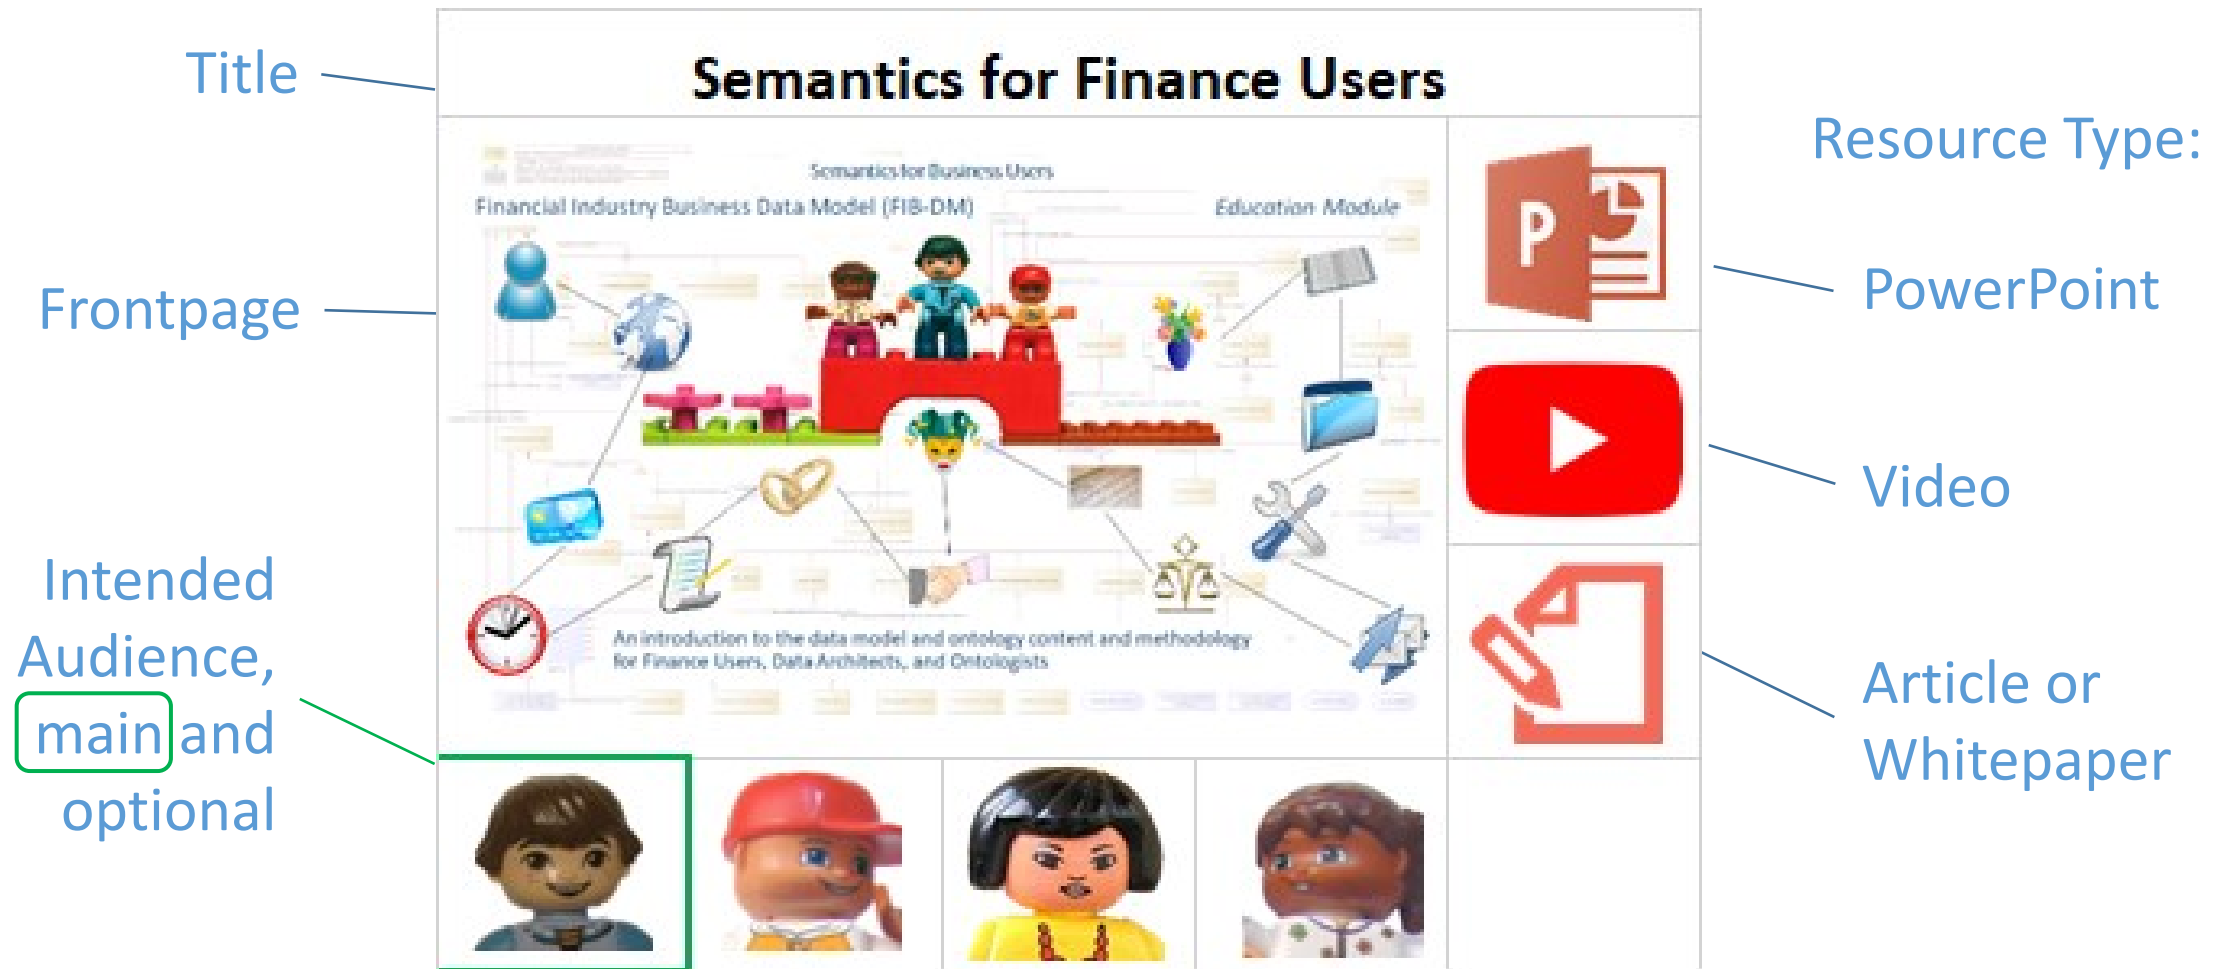 Title
Semantics for Finance Users
Resource Type:
Semantics for Business Users
Financial Industry Business Data Model (FIB-DM)
Education Module
P
PowerPoint
Frontpage
Video
Intended
Audience,
main and
optional
An introduction to the data model and ontology content and methodology
for Finance Users, Data Architects, and Ontologists
Article or
Whitepaper